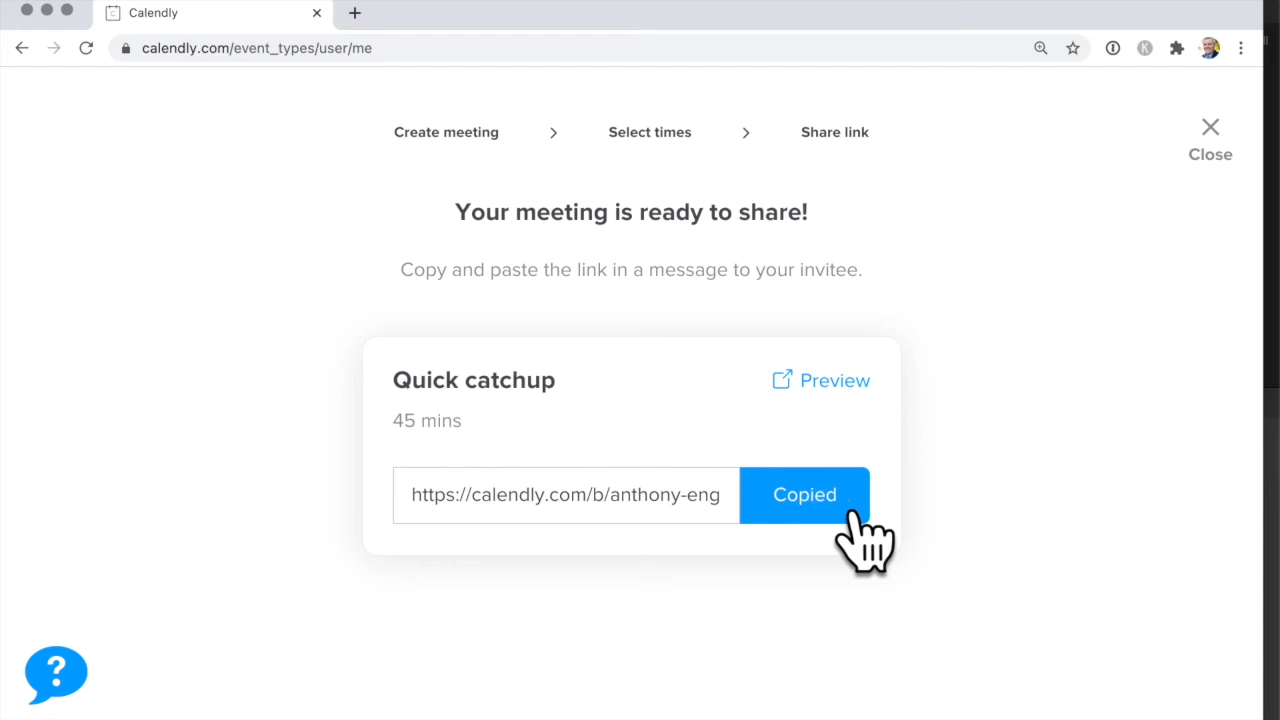 Calendly
calendly.com/event_types/user/me
Create meeting
Select times
Share link
Close
Your meeting is ready to share!
Copy and paste the link in a message to your invitee.
Quick catchup
Preview
45 mins
https://calendly.com/b/anthony-eng
Copied
?